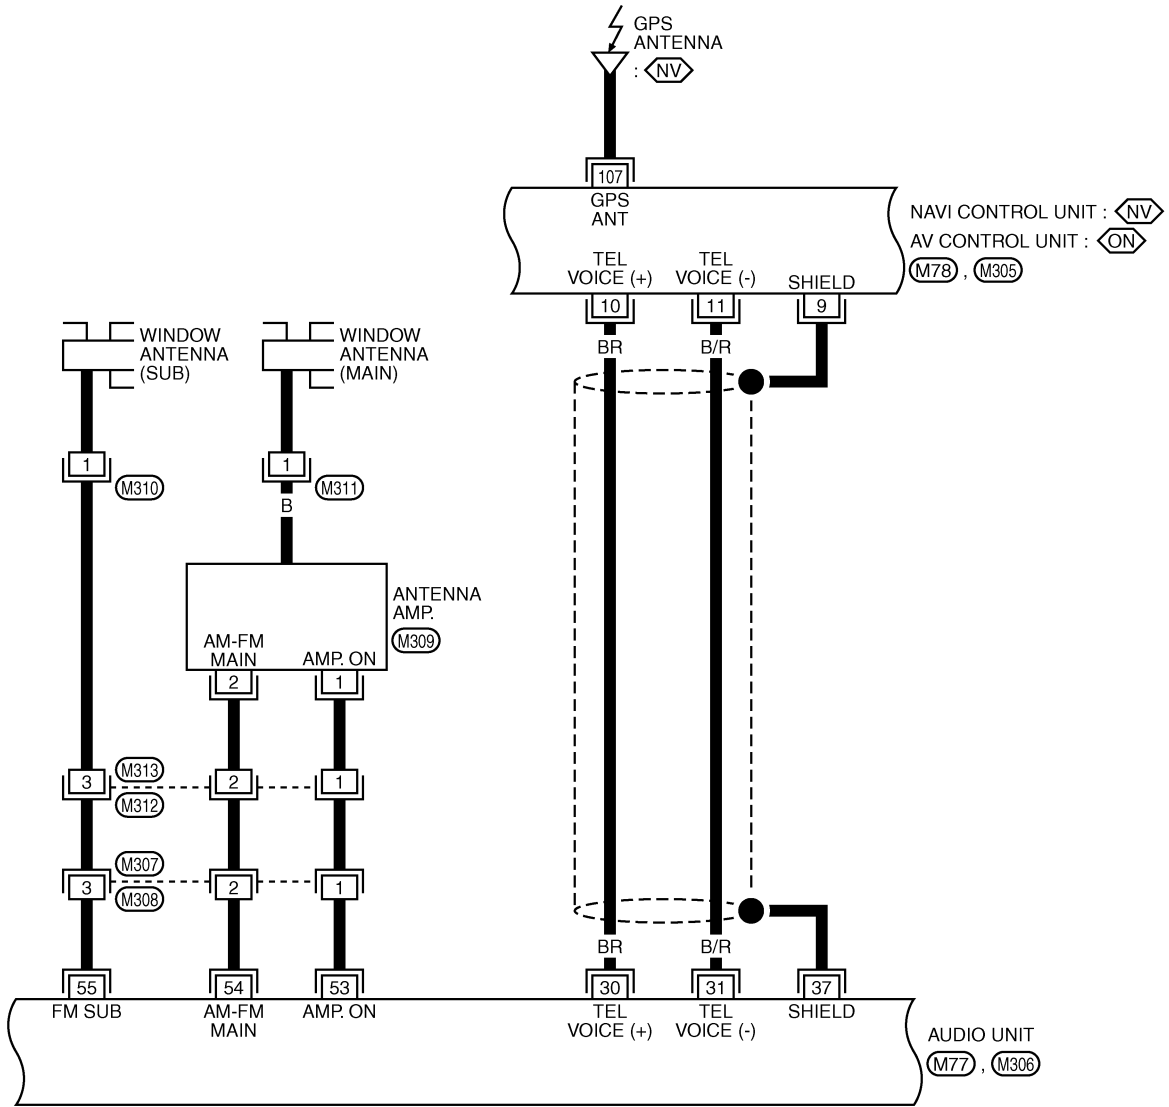 GPS
ANTENNA
: NV
107
GPS
ANT
NAVI CONTROL UNIT : NV
AV CONTROL UNIT : ON
M78 , M305
TEL
VOICE (+)
TEL
VOICE (-)
SHIELD
10
11
9
BR
B/R
WINDOW
ANTENNA
(SUB)
WINDOW
ANTENNA
(MAIN)
1
M310
1
M311
B
ANTENNA
AMP.
M309
AM-FM
MAIN
AMP. ON
2
1
M313
3
2
1
M312
M307
3
2
1
M308
BR
B/R
55
54
53
30
31
37
FM SUB
AM-FM
MAIN
AMP. ON
TEL
VOICE (+)
TEL
VOICE (-)
SHIELD
AUDIO UNIT
M77 , M306